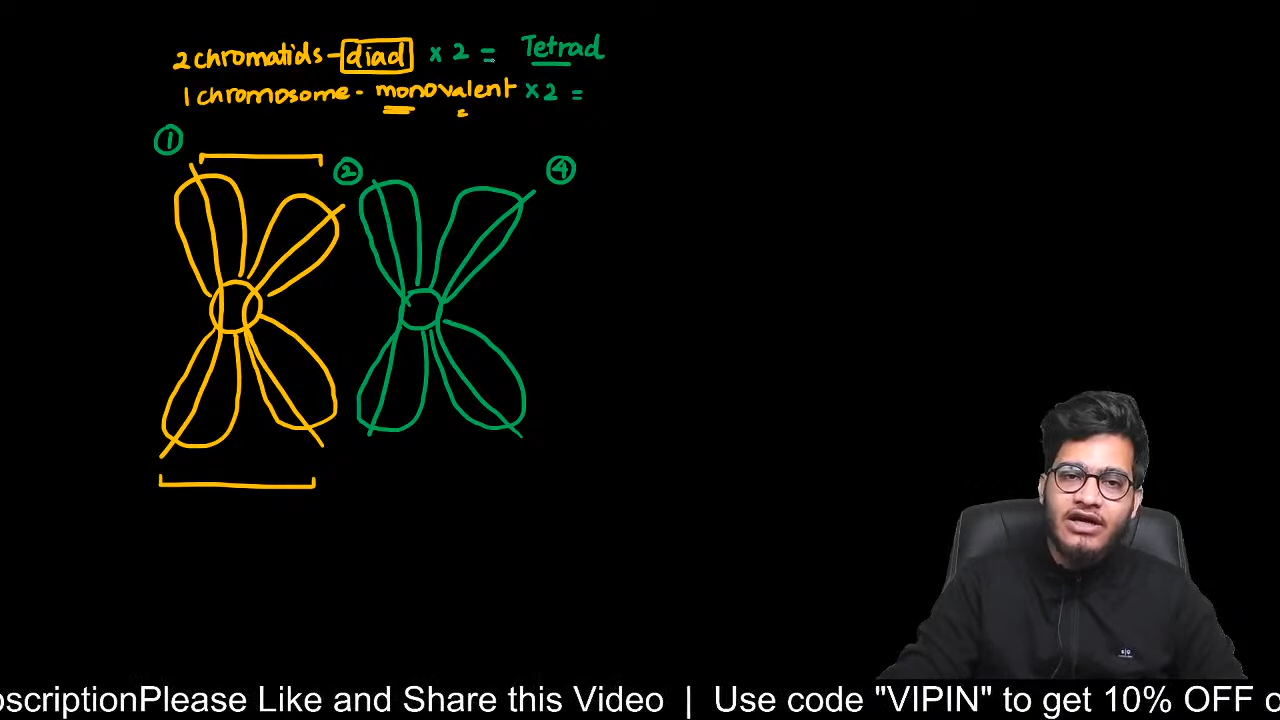 2 chromatids - diad × 2 = Tetrad
1 chromosome - monovalent × 2 =
① ② ④
oscriptionPlease Like and Share this Video | Use code "VIPIN" to get 10% OFF o